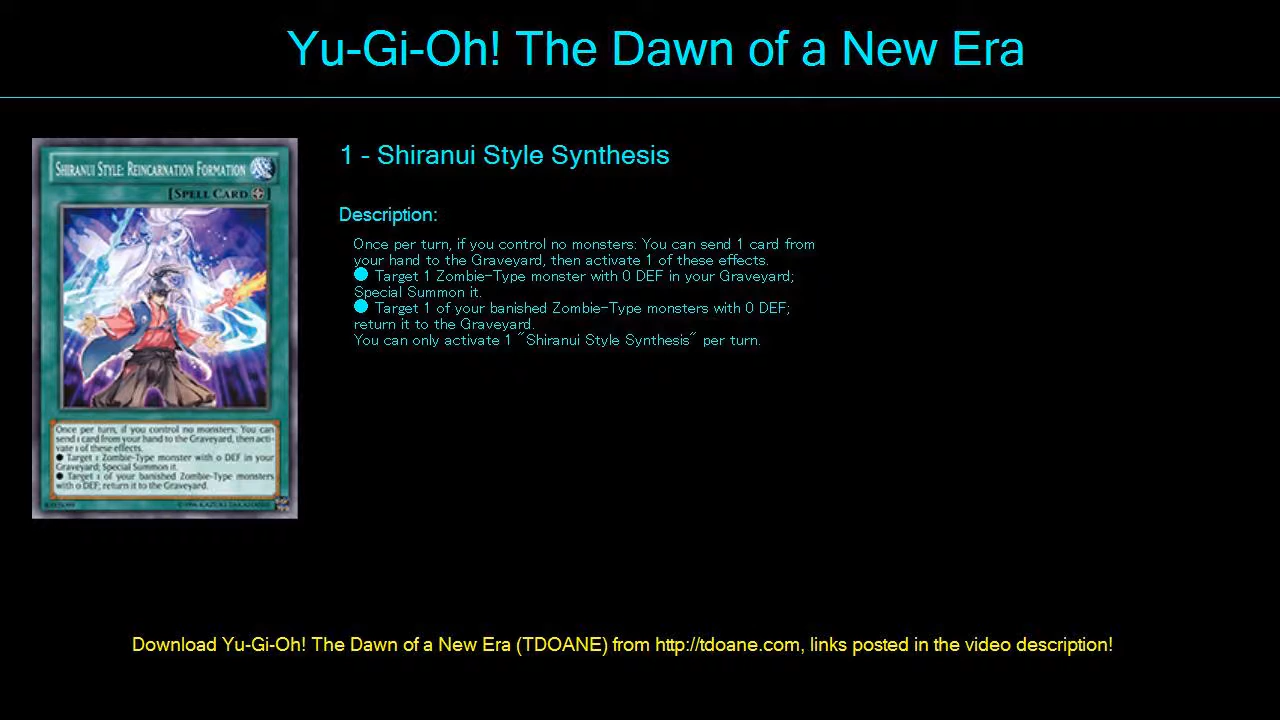 Yu-Gi-Oh! The Dawn of a New Era
SHIRANUI STYLE: REINCARNATION FORMATION
[SPELL CARD]
Once per turn, if you control no monsters: You can
send 1 card from your hand to the Graveyard, then acti-
vate 1 of these effects.
● Target 1 Zombie-Type monster with 0 DEF in your
Graveyard; Special Summon it.
● Target 1 of your banished Zombie-Type monsters
with 0 DEF; return it to the Graveyard.
1 - Shiranui Style Synthesis
Description:
Once per turn, if you control no monsters: You can send 1 card from
your hand to the Graveyard, then activate 1 of these effects.
● Target 1 Zombie-Type monster with 0 DEF in your Graveyard;
Special Summon it.
● Target 1 of your banished Zombie-Type monsters with 0 DEF;
return it to the Graveyard.
You can only activate 1 "Shiranui Style Synthesis" per turn.
Download Yu-Gi-Oh! The Dawn of a New Era (TDOANE) from http://tdoane.com, links posted in the video description!